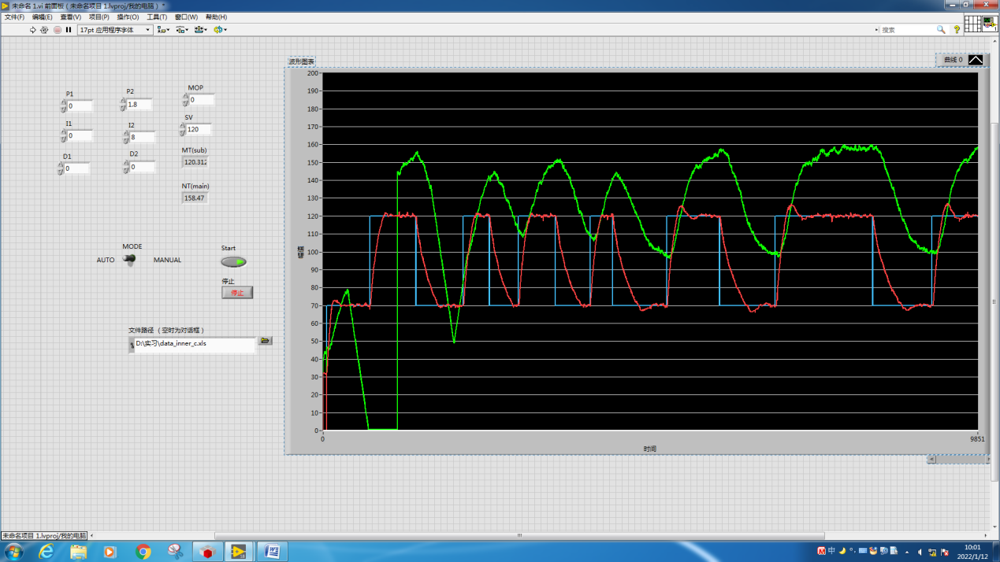 未命名 1.vi 前面板（未命名项目 1.lvproj/我的电脑）*
文件(F) 编辑(E) 查看(V) 项目(P) 操作(O) 工具(T) 窗口(W) 帮助(H)
17pt 应用程序字体
搜索
波形图表
曲线 0
P1
0
P2
1.8
MOP
0
I1
0
I2
8
SV
120
D1
0
D2
0
MT(sub)
120.312
NT(main)
158.47
MODE
AUTO
MANUAL
Start
停止
停止
文件路径 （空时为对话框）
D:\实习\data_inner_c.xls
200
190
180
170
160
150
140
130
120
110
100
90
80
70
60
50
40
30
20
10
0
0
9851
时间
未命名项目 1.lvproj/我的电脑
中
10:01
2022/1/12